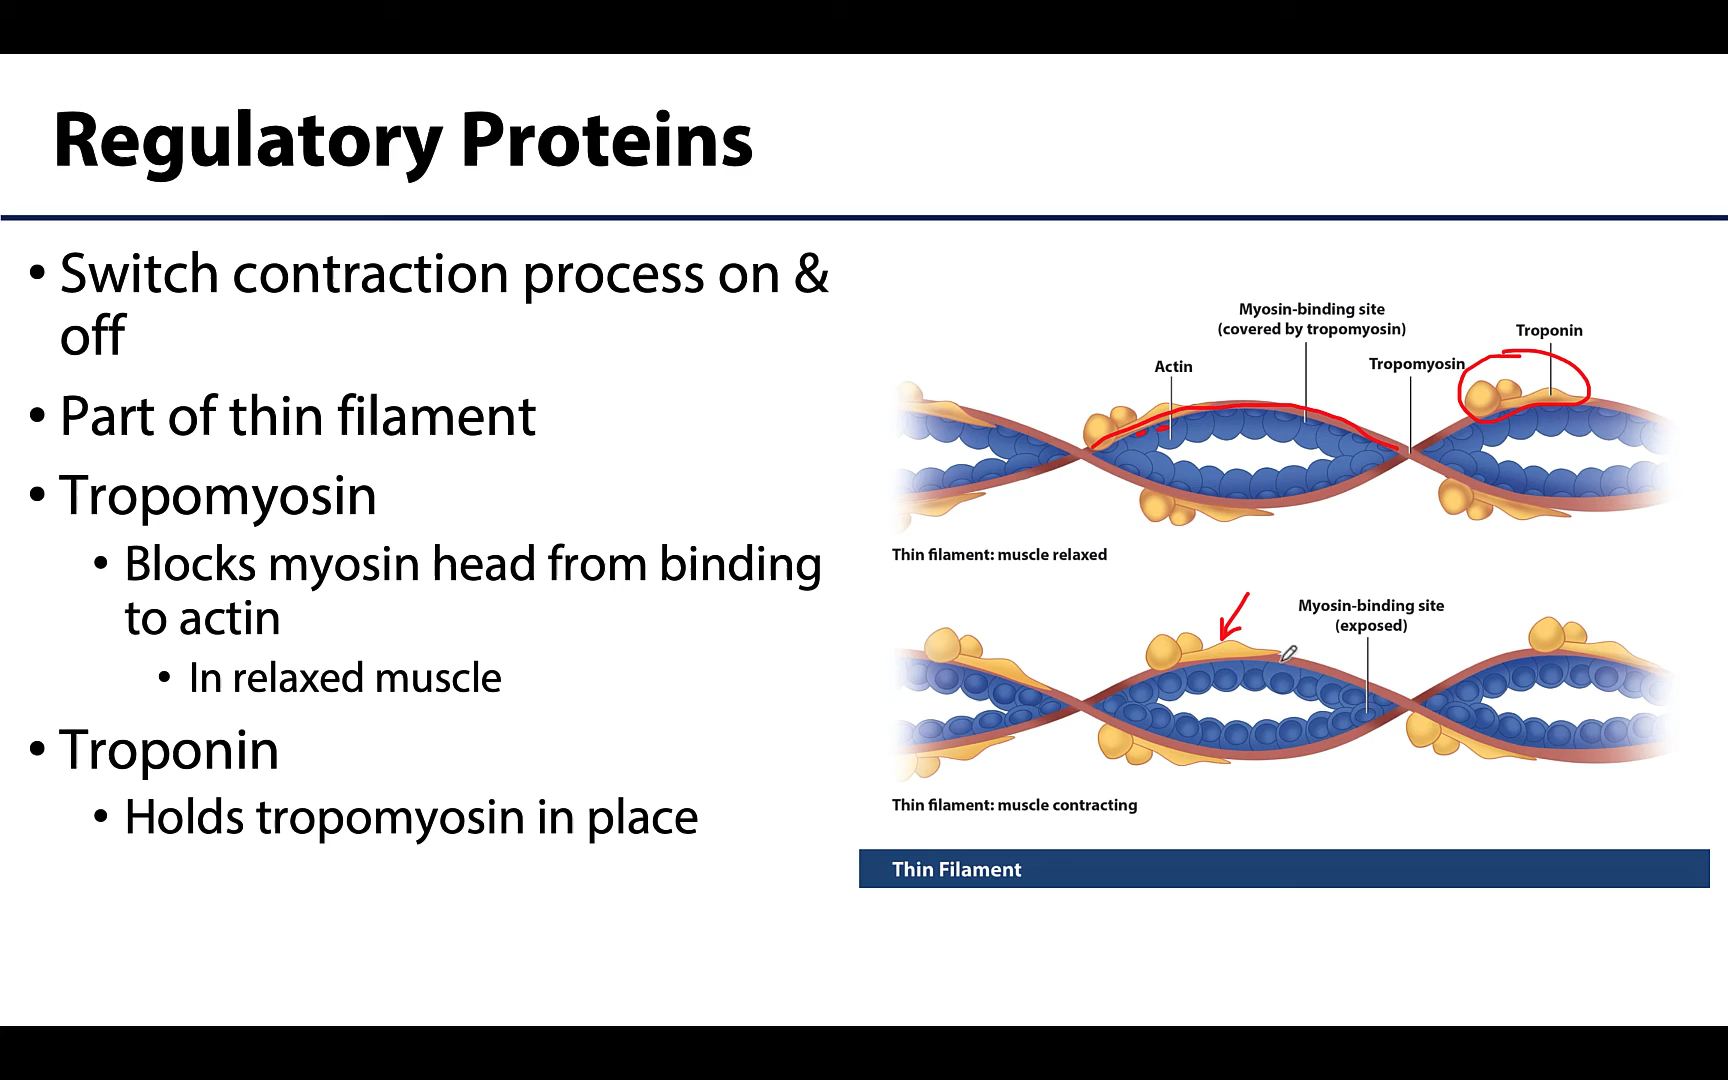 Regulatory Proteins
• Switch contraction process on &
off
• Part of thin filament
• Tropomyosin
• Blocks myosin head from binding
to actin
• In relaxed muscle
• Troponin
• Holds tropomyosin in place
Myosin-binding site
(covered by tropomyosin)
Troponin
Actin
Tropomyosin
Thin filament: muscle relaxed
Myosin-binding site
(exposed)
Thin filament: muscle contracting
Thin Filament